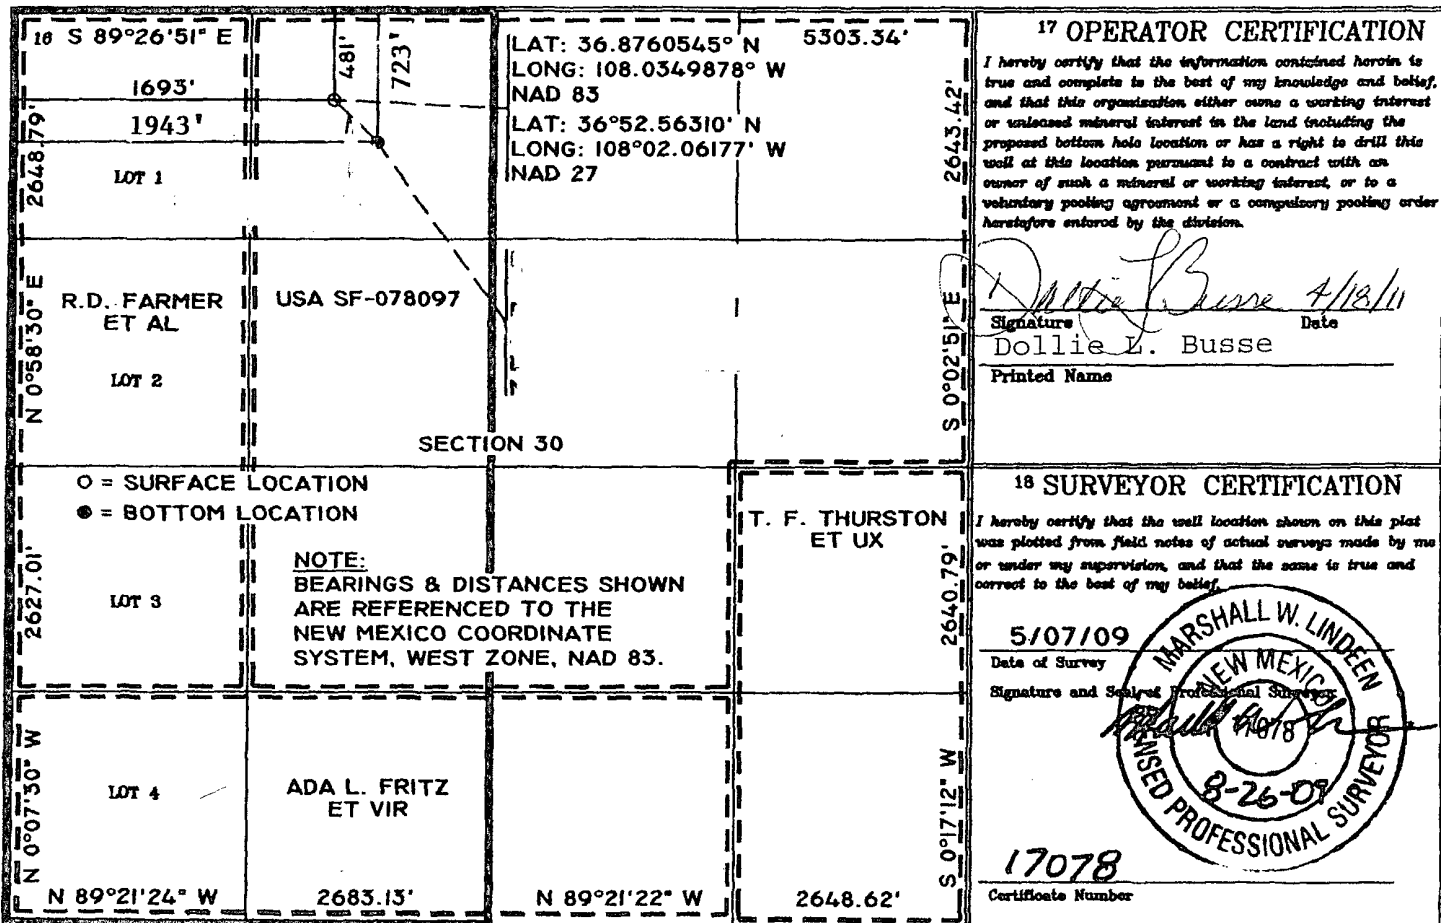 16 S 89°26'51" E
5303.34'
1693'
1943'
481'
723'
LAT: 36.8760545° N
LONG: 108.0349878° W
NAD 83
LAT: 36°52.56310' N
LONG: 108°02.06177' W
NAD 27
2648.79'
2643.42'
LOT 1
N 0°58'30" E
R.D. FARMER
ET AL
USA SF-078097
LOT 2
S 0°02'51" E
SECTION 30
O = SURFACE LOCATION
● = BOTTOM LOCATION
NOTE:
BEARINGS & DISTANCES SHOWN
ARE REFERENCED TO THE
NEW MEXICO COORDINATE
SYSTEM, WEST ZONE, NAD 83.
T. F. THURSTON
ET UX
2627.01'
LOT 3
2640.79'
N 0°07'30" W
LOT 4
ADA L. FRITZ
ET VIR
S 0°17'12" W
N 89°21'24" W
2683.13'
N 89°21'22" W
2648.62'
17 OPERATOR CERTIFICATION
I hereby certify that the information contained herein is
true and complete to the best of my knowledge and belief,
and that this organization either owns a working interest
or unleased mineral interest in the land including the
proposed bottom hole location or has a right to drill this
well at this location pursuant to a contract with an
owner of such a mineral or working interest, or to a
voluntary pooling agreement or a compulsory pooling order
heretofore entered by the division.
Dollie L Busse 4/18/11
Signature Date
Dollie L. Busse
Printed Name
18 SURVEYOR CERTIFICATION
I hereby certify that the well location shown on this plat
was plotted from field notes of actual surveys made by me
or under my supervision, and that the same is true and
correct to the best of my belief.
5/07/09
Date of Survey
Signature and Seal of Professional Surveyor
MARSHALL W. LINDEEN
NEW MEXICO
17078
8-26-09
PROFESSIONAL SURVEYOR
17078
Certificate Number